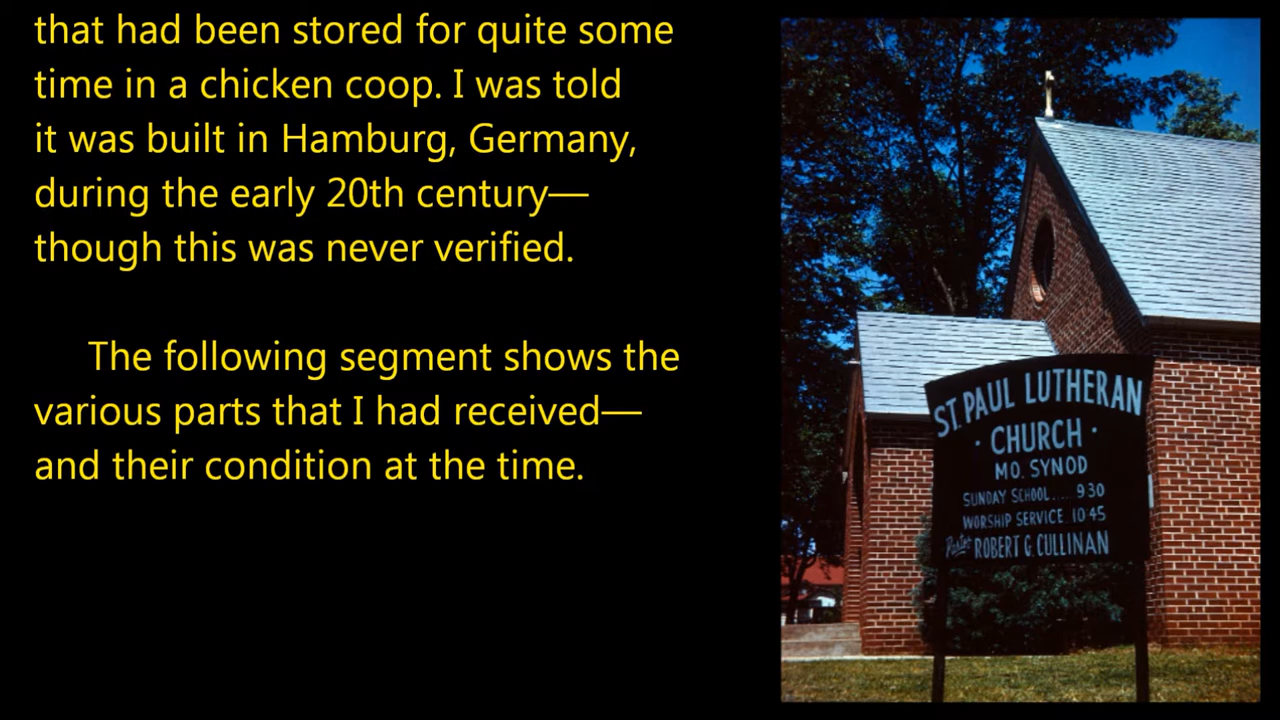 that had been stored for quite some
time in a chicken coop. I was told
it was built in Hamburg, Germany,
during the early 20th century—
though this was never verified.
The following segment shows the
various parts that I had received—
and their condition at the time.
ST. PAUL LUTHERAN
· CHURCH ·
MO. SYNOD
SUNDAY SCHOOL.... 9:30
WORSHIP SERVICE..10:45
Pastor ROBERT G. CULLINAN